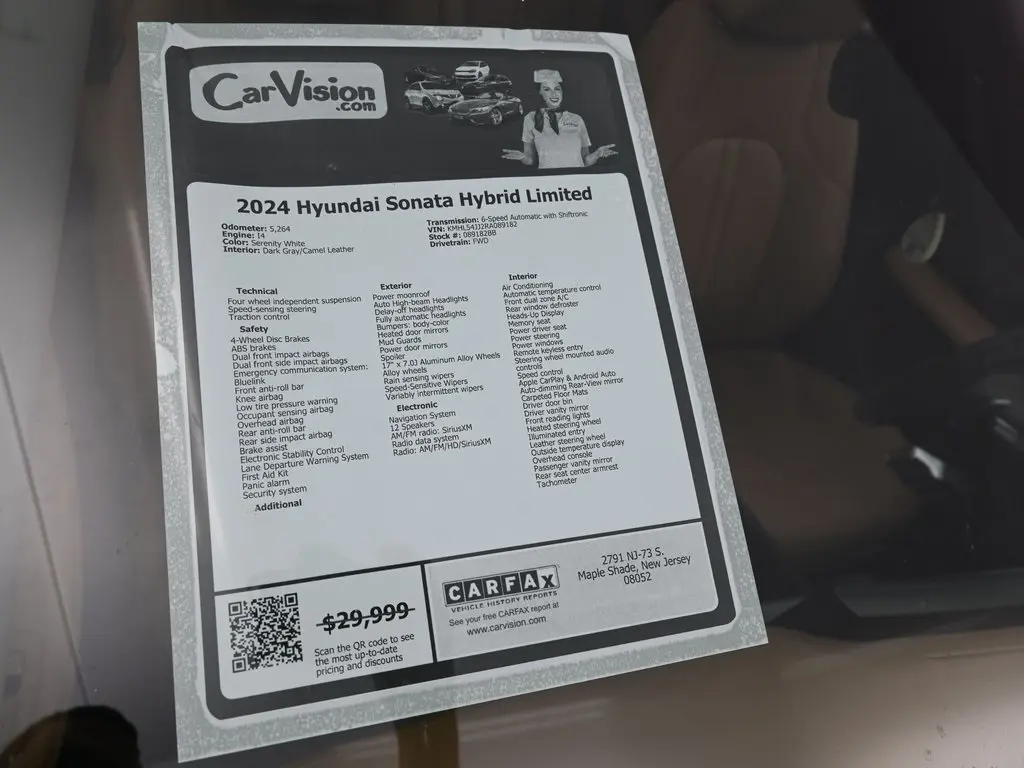 CarVision
.com
2024 Hyundai Sonata Hybrid Limited
Odometer: 5,264
Engine: I4
Color: Serenity White
Interior: Dark Gray/Camel Leather
Transmission: 6-Speed Automatic with Shiftronic
VIN: KMHL54JJ2RA089182
Stock #: 089182BB
Drivetrain: FWD
Technical
Four wheel independent suspension
Speed-sensing steering
Traction control
Safety
4-Wheel Disc Brakes
ABS brakes
Dual front impact airbags
Dual front side impact airbags
Emergency communication system:
Bluelink
Front anti-roll bar
Knee airbag
Low tire pressure warning
Occupant sensing airbag
Overhead airbag
Rear anti-roll bar
Rear side impact airbag
Brake assist
Electronic Stability Control
Lane Departure Warning System
First Aid Kit
Panic alarm
Security system
Additional
Exterior
Power moonroof
Auto High-beam Headlights
Delay-off headlights
Fully automatic headlights
Bumpers: body-color
Heated door mirrors
Mud Guards
Power door mirrors
Spoiler
17" x 7.0J Aluminum Alloy Wheels
Alloy wheels
Rain sensing wipers
Speed-Sensitive Wipers
Variably intermittent wipers
Electronic
Navigation System
12 Speakers
AM/FM radio: SiriusXM
Radio data system
Radio: AM/FM/HD/SiriusXM
Interior
Air Conditioning
Automatic temperature control
Front dual zone A/C
Rear window defroster
Heads-Up Display
Memory seat
Power driver seat
Power steering
Power windows
Remote keyless entry
Steering wheel mounted audio
controls
Speed control
Apple CarPlay & Android Auto
Auto-dimming Rear-View mirror
Carpeted Floor Mats
Driver door bin
Driver vanity mirror
Front reading lights
Heated steering wheel
Illuminated entry
Leather steering wheel
Outside temperature display
Overhead console
Passenger vanity mirror
Rear seat center armrest
Tachometer
$29,999
Scan the QR code to see
the most up-to-date
pricing and discounts
CARFAX
VEHICLE HISTORY REPORTS
See your free CARFAX report at
www.carvision.com
2791 NJ-73 S.
Maple Shade, New Jersey
08052